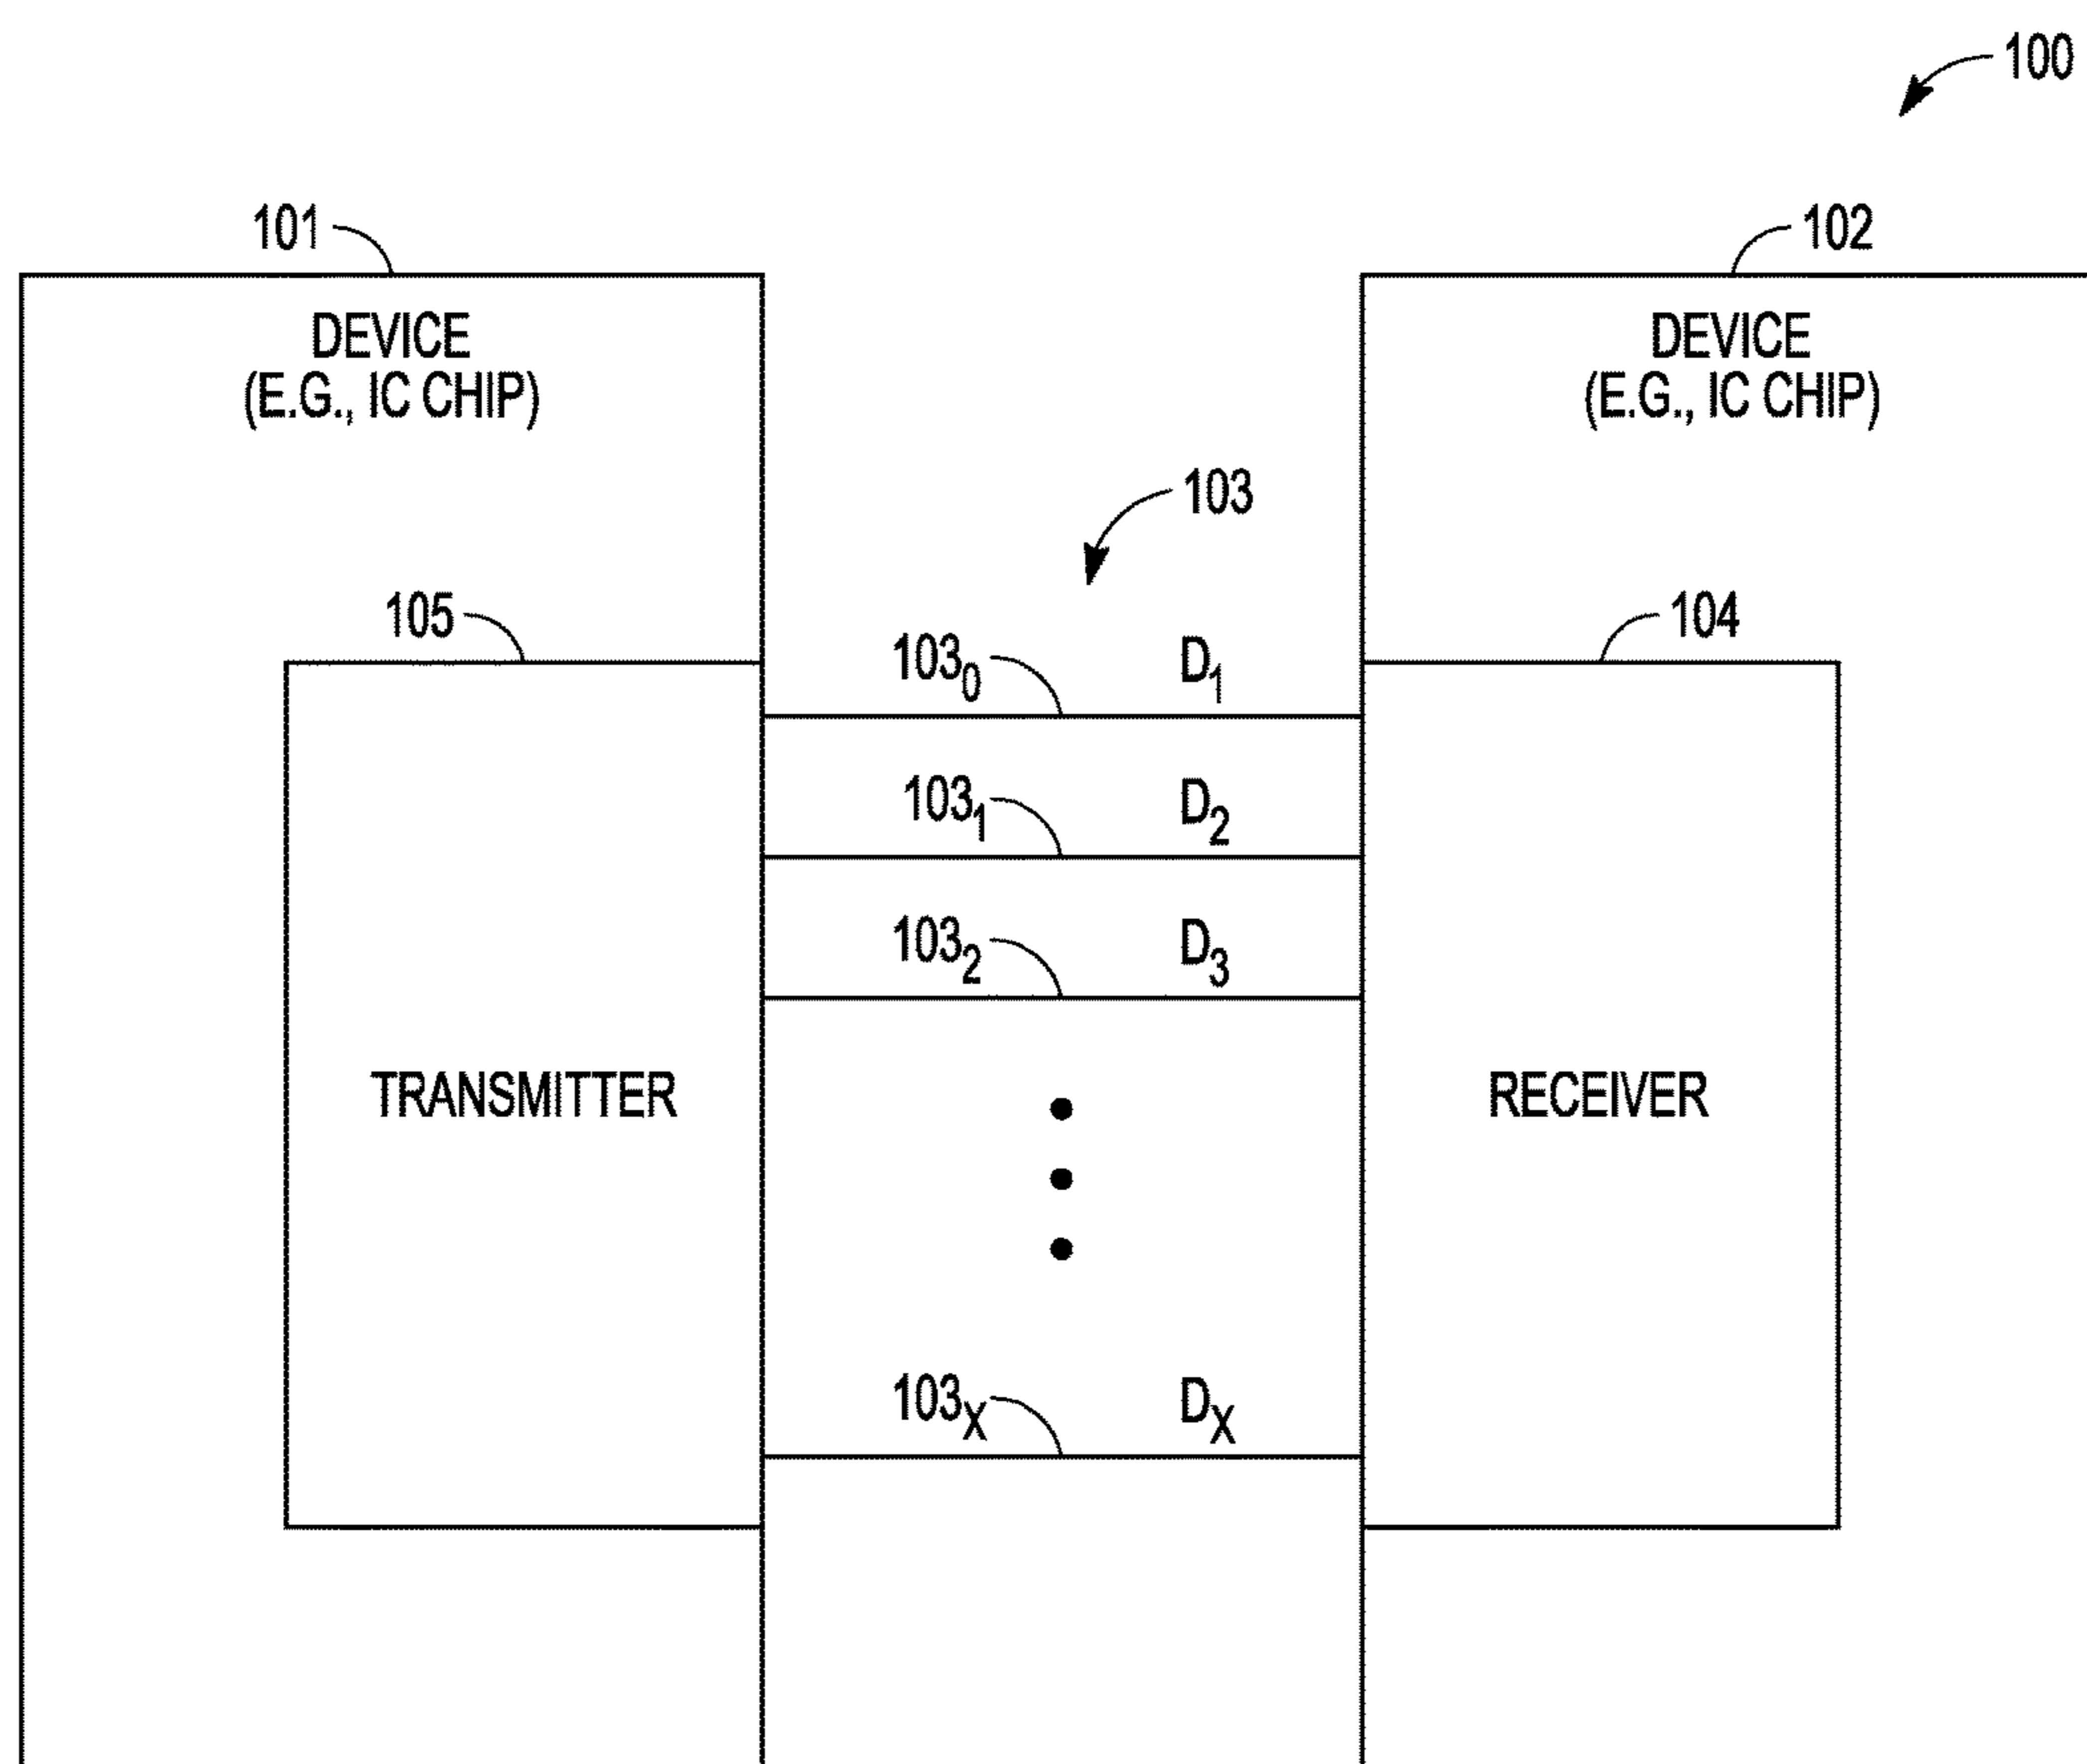 100
101
102
DEVICE
(E.G., IC CHIP)
DEVICE
(E.G., IC CHIP)
103
105
104
103₀ D₁
103₁ D₂
103₂ D₃
TRANSMITTER
RECEIVER
103ₓ Dₓ